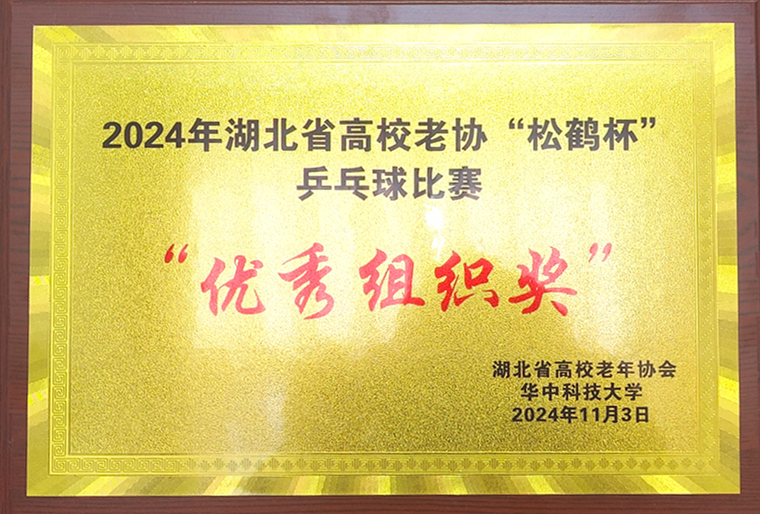 2024年湖北省高校老协“松鹤杯”
乒乓球比赛
“优秀组织奖”
湖北省高校老年协会
华中科技大学
2024年11月3日